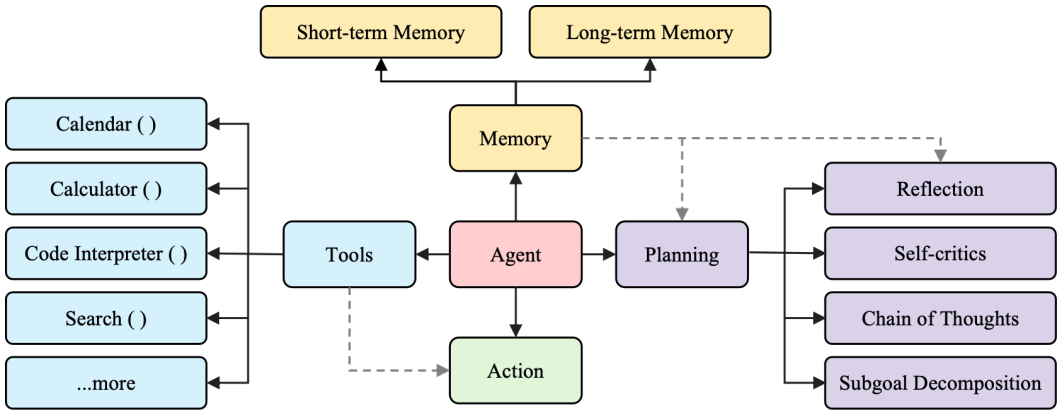 Short-term Memory
Long-term Memory
Memory
Calendar ( )
Calculator ( )
Code Interpreter ( )
Search ( )
...more
Tools
Agent
Planning
Action
Reflection
Self-critics
Chain of Thoughts
Subgoal Decomposition